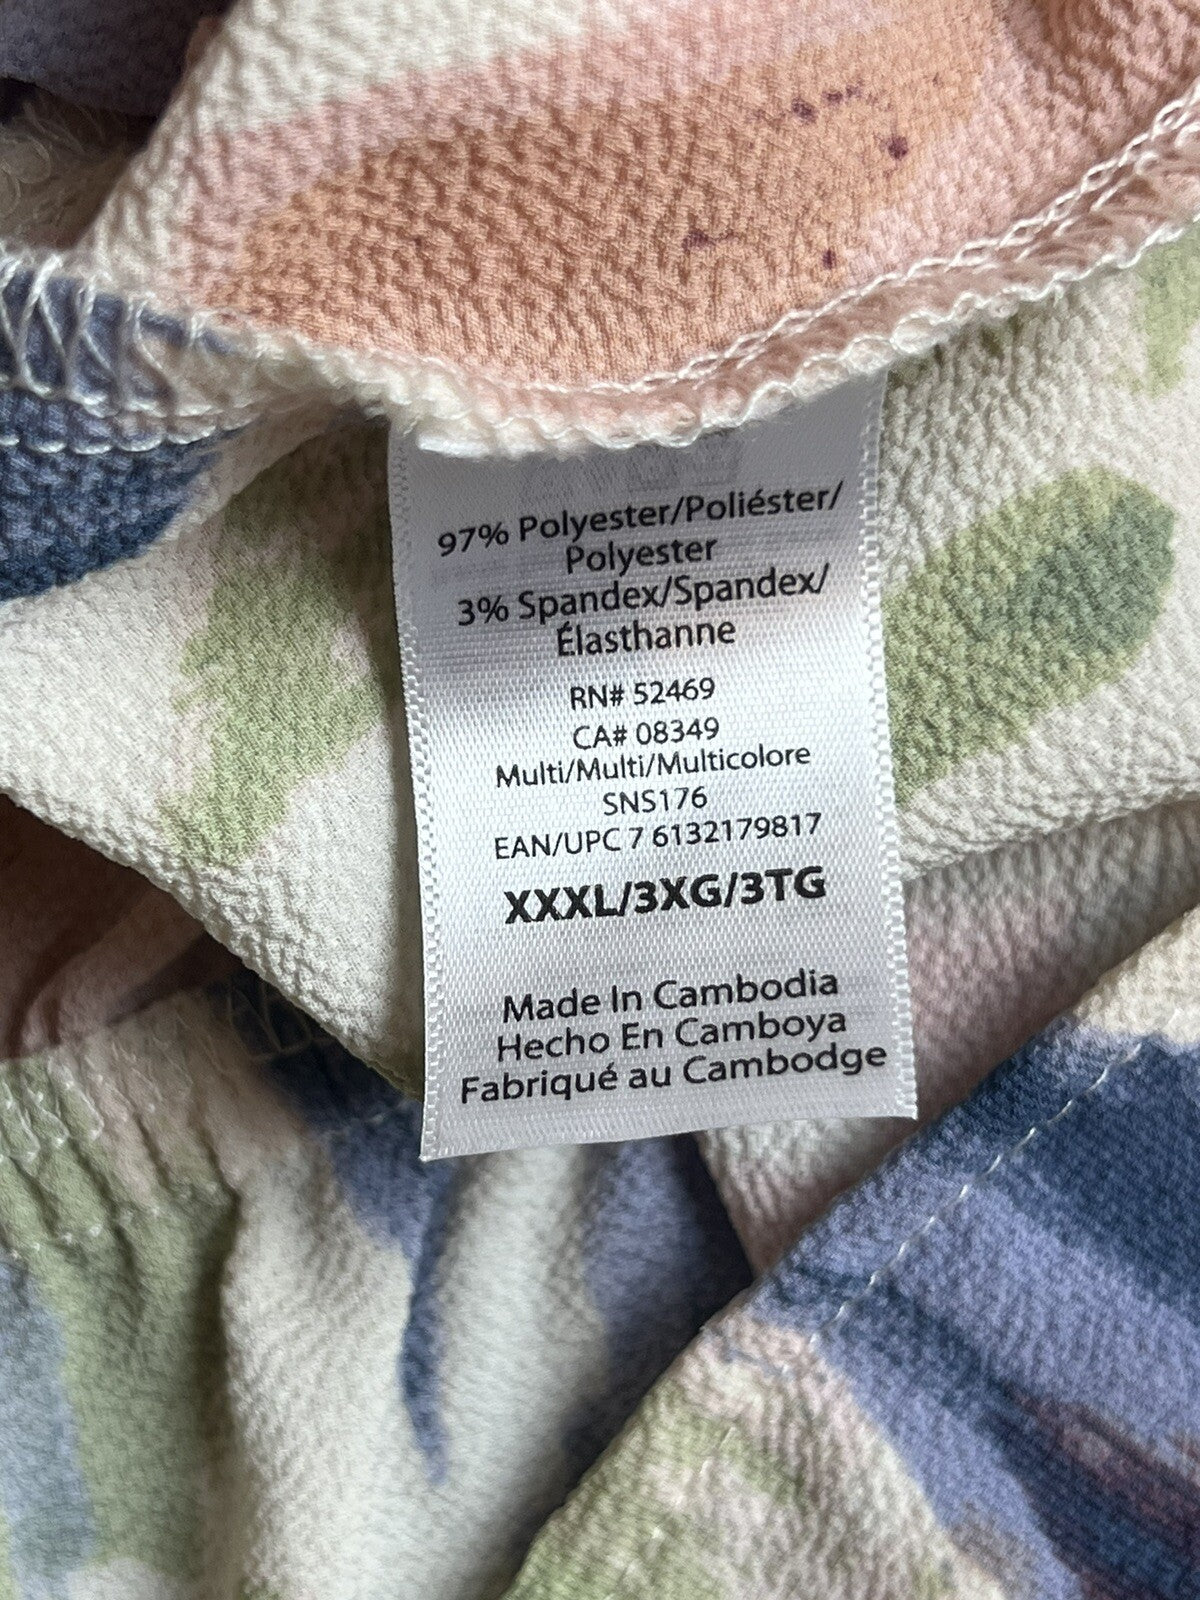 97% Polyester/Poliéster/
Polyester
3% Spandex/Spandex/
Élasthanne
RN# 52469
CA# 08349
Multi/Multi/Multicolore
SNS176
EAN/UPC 7 6132179817
XXXL/3XG/3TG
Made In Cambodia
Hecho En Camboya
Fabriqué au Cambodge